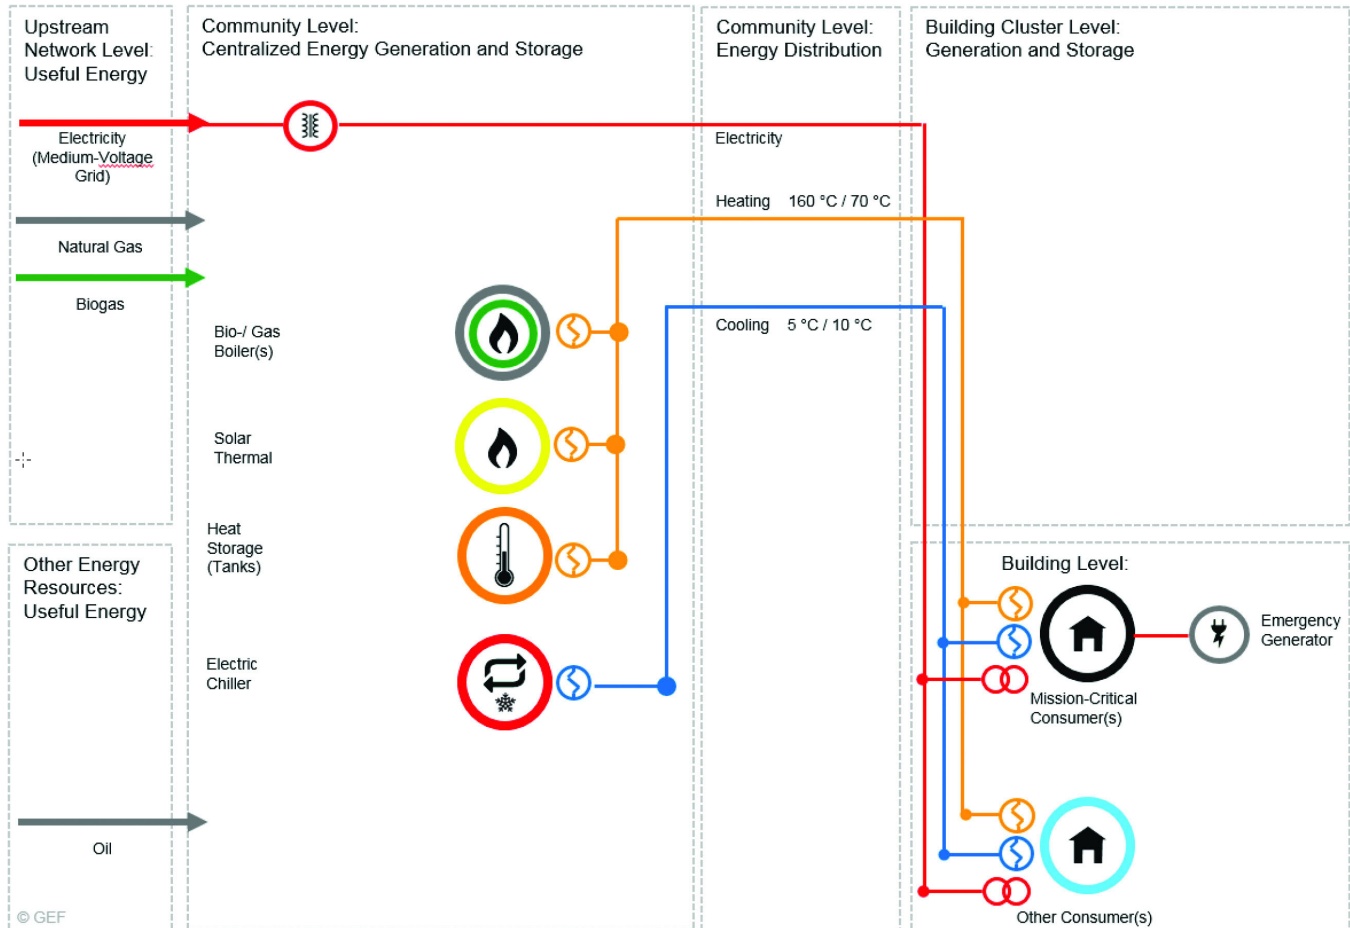 Upstream
Network Level:
Useful Energy
Community Level:
Centralized Energy Generation and Storage
Community Level:
Energy Distribution
Building Cluster Level:
Generation and Storage
Electricity
(Medium-Voltage
Grid)
Natural Gas
Biogas
Electricity
Heating 160 °C / 70 °C
Cooling 5 °C / 10 °C
Bio-/ Gas
Boiler(s)
Solar
Thermal
Heat
Storage
(Tanks)
Electric
Chiller
Other Energy
Resources:
Useful Energy
Oil
Building Level:
Emergency
Generator
Mission-Critical
Consumer(s)
Other Consumer(s)
© GEF